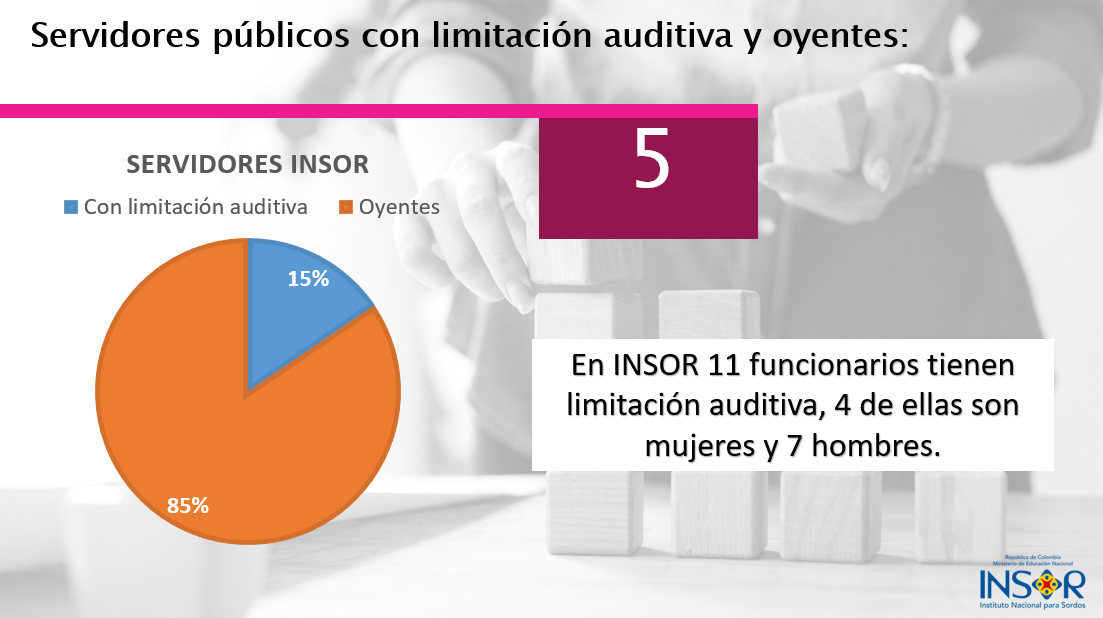 Servidores públicos con limitación auditiva y oyentes:
5
SERVIDORES INSOR
Con limitación auditiva
Oyentes
15%
85%
En INSOR 11 funcionarios tienen
limitación auditiva, 4 de ellas son
mujeres y 7 hombres.
República de Colombia
Ministerio de Educación Nacional
INSOR
Instituto Nacional para Sordos